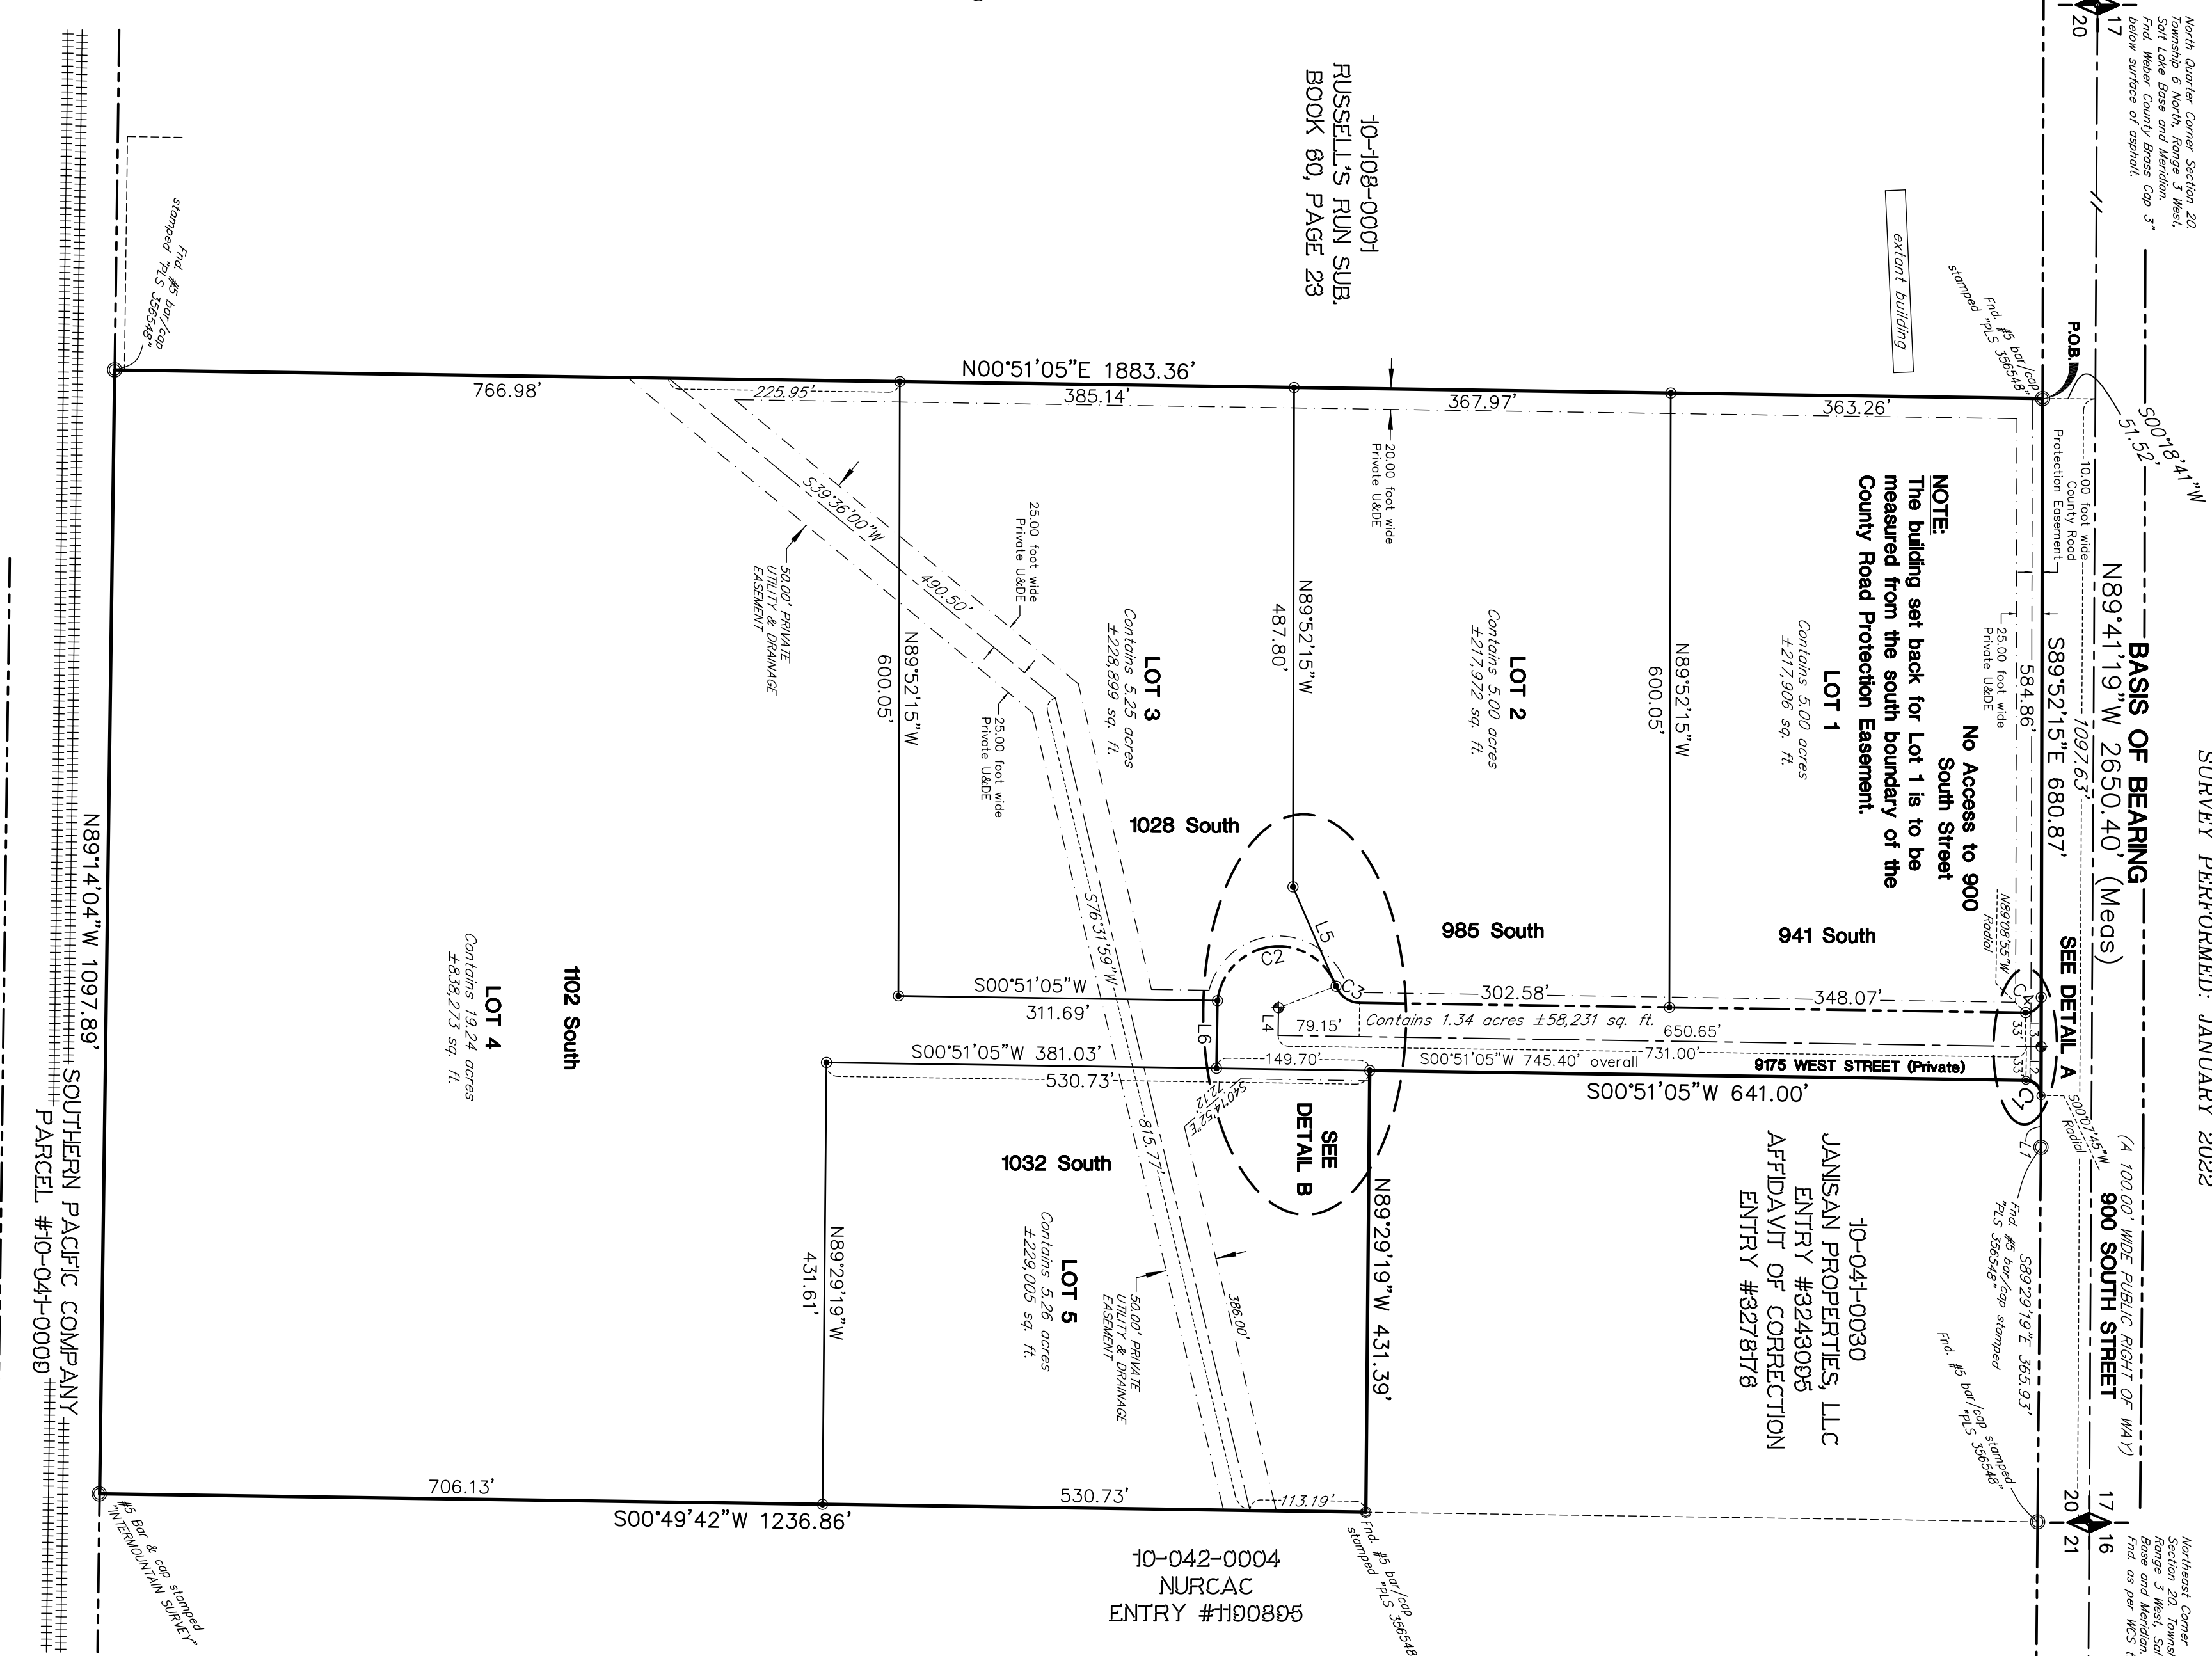 SURVEY PERFORMED: JANUARY 2022
North Quarter Corner Section 20.
Township 6 North, Range 3 West,
Salt Lake Base and Meridian.
Fnd. Weber County Brass Cap 3"
below surface of asphalt.
17
20
BASIS OF BEARING
N89°41'19"W 2650.40' (Meas)
1097.63'
S00°18'41"W
51.52'
P.O.B.
(A 100.00' WIDE PUBLIC RIGHT OF WAY)
900 SOUTH STREET
17
16
20
21
Northeast Corner
Base and Meridian.
Fnd. #5 bar/cap
stamped "PLS 356548"
extant building
10.00 foot wide
County Road
Protection Easement
S89°52'15"E 680.87'
584.86'
25.00 foot wide
Private U&DE
SEE DETAIL A
S00°07'45"W
Radial
N89°08'55"W
Radial
C4
L3
33'
33'
L2
C1
L1
Fnd. #5 bar/cap stamped
"PLS 356548"
S89°29'19"E 365.93'
Fnd. #5 bar/cap stamped
"PLS 356548"
No Access to 900
South Street
NOTE:
The building set back for Lot 1 is to be
measured from the south boundary of the
County Road Protection Easement.
363.26'
LOT 1
Contains 5.00 acres
±217,906 sq. ft.
941 South
348.07'
10-041-0030
JANISAN PROPERTIES, LLC
ENTRY #3243005
AFFIDAVIT OF CORRECTION
ENTRY #3278176
N89°52'15"W
600.05'
650.65'
9175 WEST STREET (Private)
731.00'
S00°51'05"W 745.40' overall
S00°51'05"W 641.00'
Contains 1.34 acres ±58,231 sq. ft.
302.58'
79.15'
367.97'
LOT 2
Contains 5.00 acres
±217,972 sq. ft.
985 South
20.00 foot wide
Private U&DE
10-108-0001
RUSSELL'S RUN SUB.
BOOK 60, PAGE 23
N89°52'15"W
487.80'
L5
C3
C2
L4
L6
149.70'
SEE
DETAIL B
N89°29'19"W 431.39'
Fnd. #5 bar/cap
stamped "PLS 356548
N00°51'05"E 1883.36'
385.14'
LOT 3
Contains 5.25 acres
±228,899 sq. ft.
1028 South
25.00 foot wide
Private U&DE
25.00 foot wide
Private U&DE
S76°31'59"W
815.77'
S40°14'52"E
72.12'
386.00'
50.00' PRIVATE
UTILITY & DRAINAGE
EASEMENT
S00°51'05"W
311.69'
S00°51'05"W 381.03'
530.73'
1032 South
LOT 5
Contains 5.26 acres
±229,005 sq. ft.
113.19'
530.73'
10-042-0004
NURCAC
ENTRY #1190895
225.95'
N89°52'15"W
600.05'
S39°36'00"W
490.50'
50.00' PRIVATE
UTILITY & DRAINAGE
EASEMENT
N89°29'19"W
431.61'
S00°49'42"W 1236.86'
766.98'
1102 South
LOT 4
Contains 19.24 acres
±838,273 sq. ft.
706.13'
Fnd. #5 bar/cap
stamped "PLS 356548"
N89°14'04"W 1097.89'
SOUTHERN PACIFIC COMPANY
PARCEL #10-041-0009
#5 Bar & cap stamped
"INTERMOUNTAIN SURVEY"